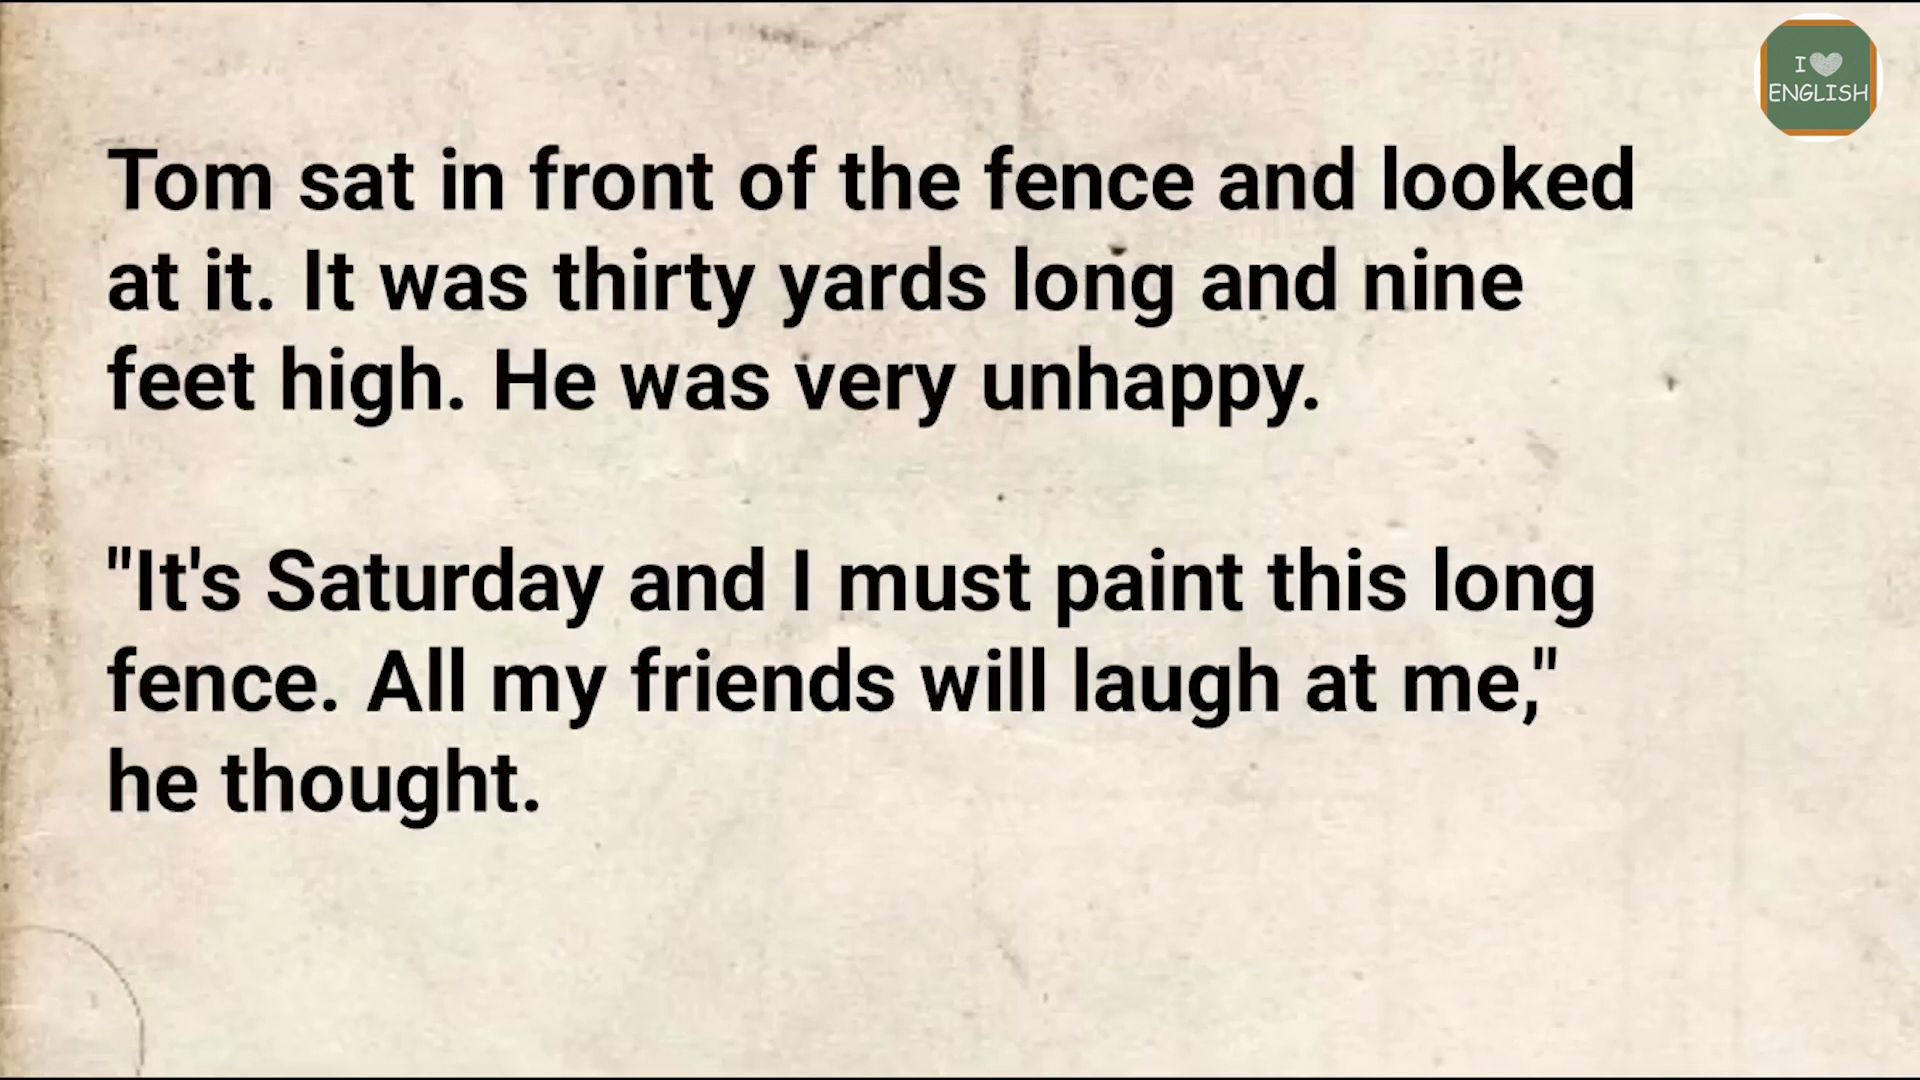 I
ENGLISH
Tom sat in front of the fence and looked
at it. It was thirty yards long and nine
feet high. He was very unhappy.
"It's Saturday and I must paint this long
fence. All my friends will laugh at me,"
he thought.